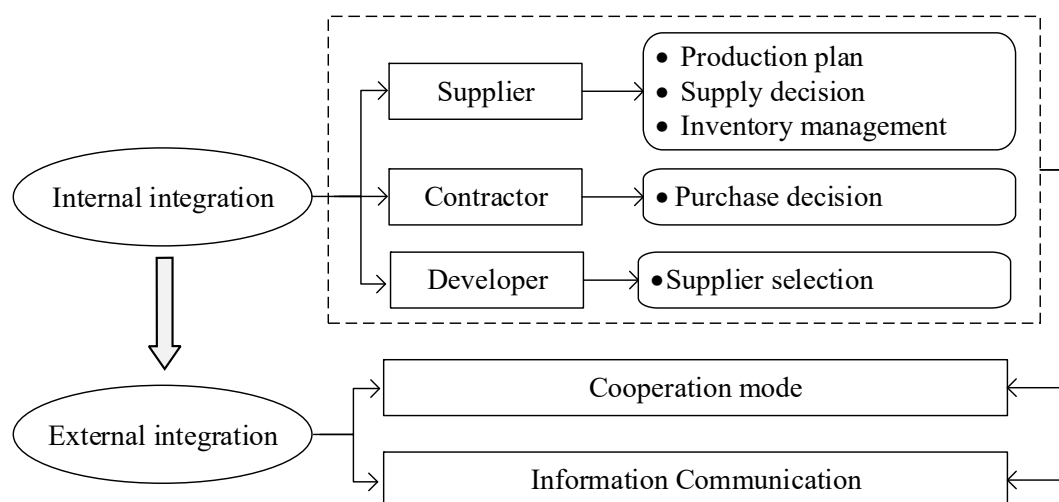 Internal integration
Supplier
• Production plan
• Supply decision
• Inventory management
Contractor
• Purchase decision
Developer
•Supplier selection
External integration
Cooperation mode
Information Communication